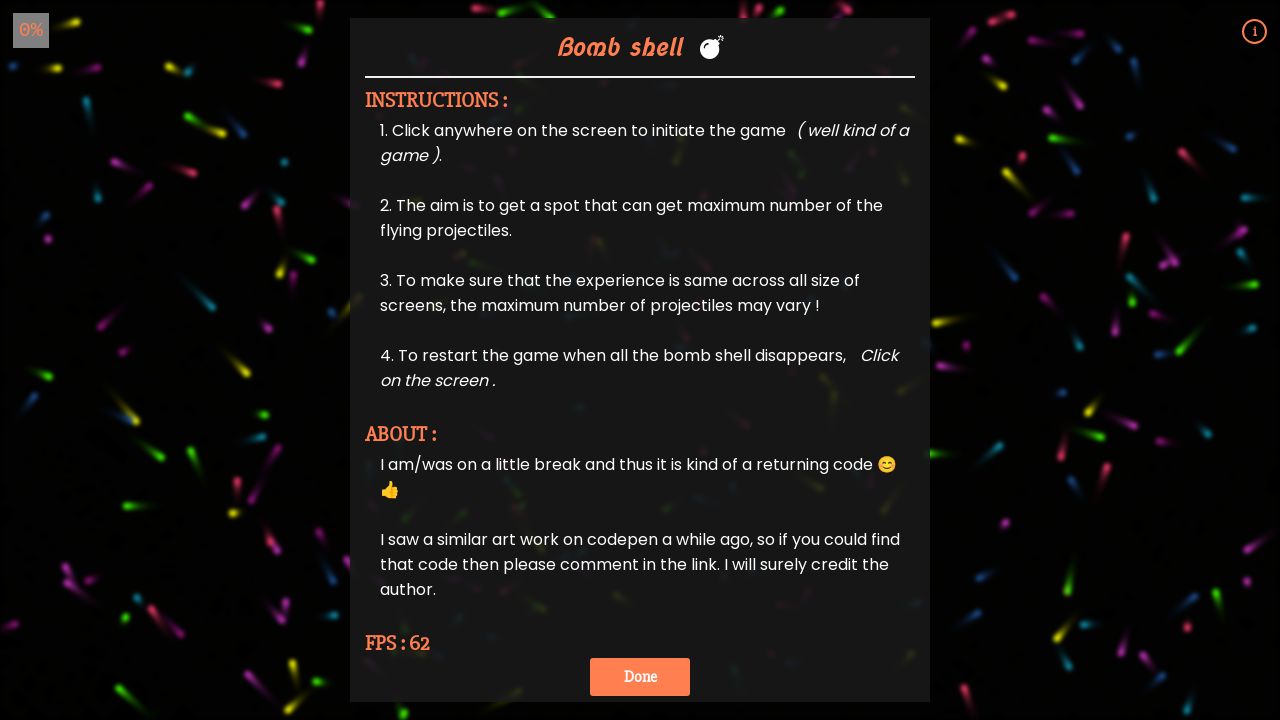 0%
i
Bomb shell 💣
INSTRUCTIONS :
1. Click anywhere on the screen to initiate the game ( well kind of a
game ).
2. The aim is to get a spot that can get maximum number of the
flying projectiles.
3. To make sure that the experience is same across all size of
screens, the maximum number of projectiles may vary !
4. To restart the game when all the bomb shell disappears, Click
on the screen .
ABOUT :
I am/was on a little break and thus it is kind of a returning code 😊
👍
I saw a similar art work on codepen a while ago, so if you could find
that code then please comment in the link. I will surely credit the
author.
FPS : 62
Done